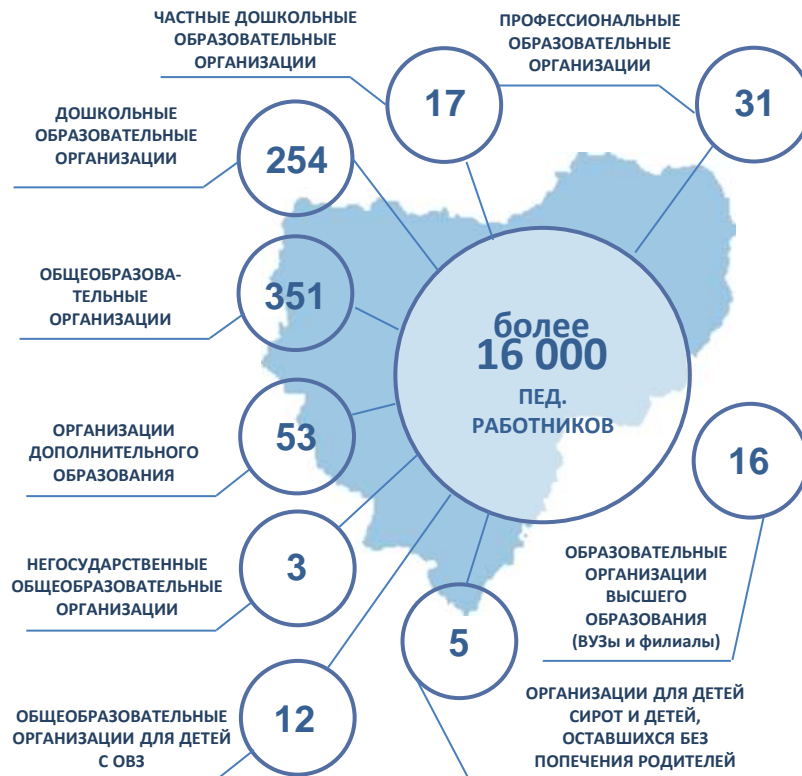 ЧАСТНЫЕ ДОШКОЛЬНЫЕ
ОБРАЗОВАТЕЛЬНЫЕ
ОРГАНИЗАЦИИ
17
ПРОФЕССИОНАЛЬНЫЕ
ОБРАЗОВАТЕЛЬНЫЕ
ОРГАНИЗАЦИИ
31
ДОШКОЛЬНЫЕ
ОБРАЗОВАТЕЛЬНЫЕ
ОРГАНИЗАЦИИ
254
ОБЩЕОБРАЗОВА-
ТЕЛЬНЫЕ
ОРГАНИЗАЦИИ
351
более
16 000
ПЕД.
РАБОТНИКОВ
ОРГАНИЗАЦИИ
ДОПОЛНИТЕЛЬНОГО
ОБРАЗОВАНИЯ
53
16
ОБРАЗОВАТЕЛЬНЫЕ
ОРГАНИЗАЦИИ
ВЫСШЕГО
ОБРАЗОВАНИЯ
(ВУЗы и филиалы)
НЕГОСУДАРСТВЕННЫЕ
ОБЩЕОБРАЗОВАТЕЛЬНЫЕ
ОРГАНИЗАЦИИ
3
5
ОРГАНИЗАЦИИ ДЛЯ ДЕТЕЙ
СИРОТ И ДЕТЕЙ,
ОСТАВШИХСЯ БЕЗ
ПОПЕЧЕНИЯ РОДИТЕЛЕЙ
ОБЩЕОБРАЗОВАТЕЛЬНЫЕ
ОРГАНИЗАЦИИ ДЛЯ ДЕТЕЙ
С ОВЗ
12